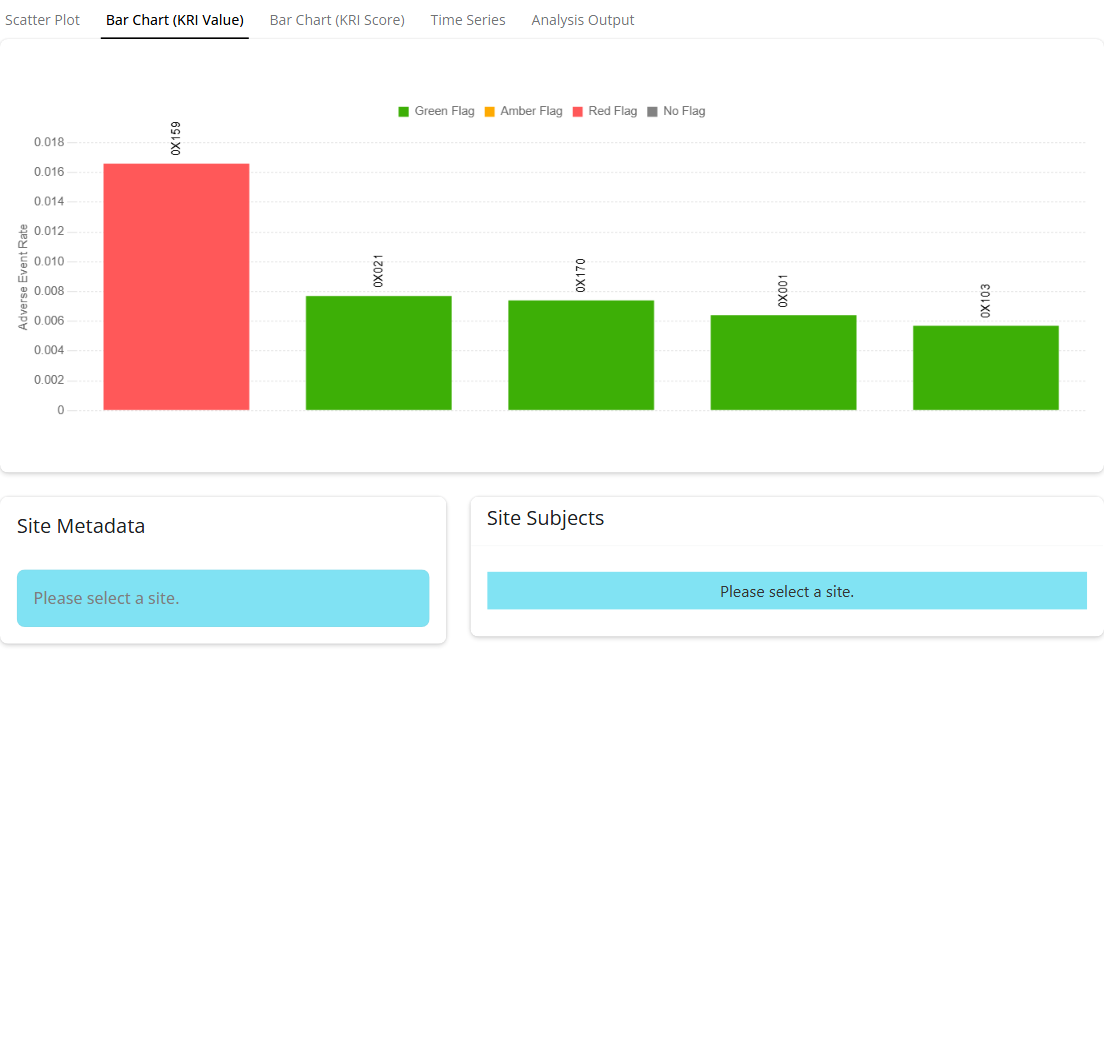 Scatter Plot Bar Chart (KRI Value) Bar Chart (KRI Score) Time Series Analysis Output
Green Flag Amber Flag Red Flag No Flag
Adverse Event Rate
0.018
0.016
0.014
0.012
0.010
0.008
0.006
0.004
0.002
0
0X159
0X021
0X170
0X001
0X103
Site Metadata
Please select a site.
Site Subjects
Please select a site.